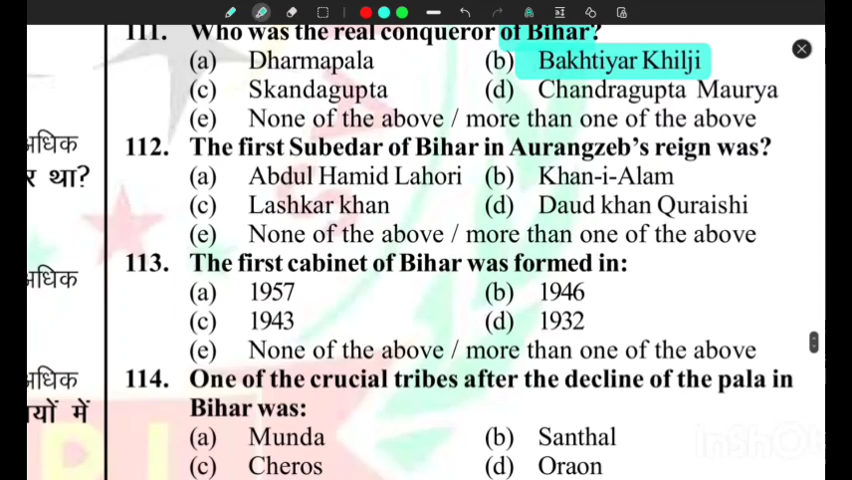 111. Who was the real conqueror of Bihar?
(a) Dharmapala (b) Bakhtiyar Khilji
(c) Skandagupta (d) Chandragupta Maurya
(e) None of the above / more than one of the above
अधिक 112. The first Subedar of Bihar in Aurangzeb's reign was?
र था? (a) Abdul Hamid Lahori (b) Khan-i-Alam
(c) Lashkar khan (d) Daud khan Quraishi
(e) None of the above / more than one of the above
113. The first cabinet of Bihar was formed in:
अधिक (a) 1957 (b) 1946
(c) 1943 (d) 1932
(e) None of the above / more than one of the above
अधिक 114. One of the crucial tribes after the decline of the pala in
यों में Bihar was:
(a) Munda (b) Santhal
(c) Cheros (d) Oraon
InShOt